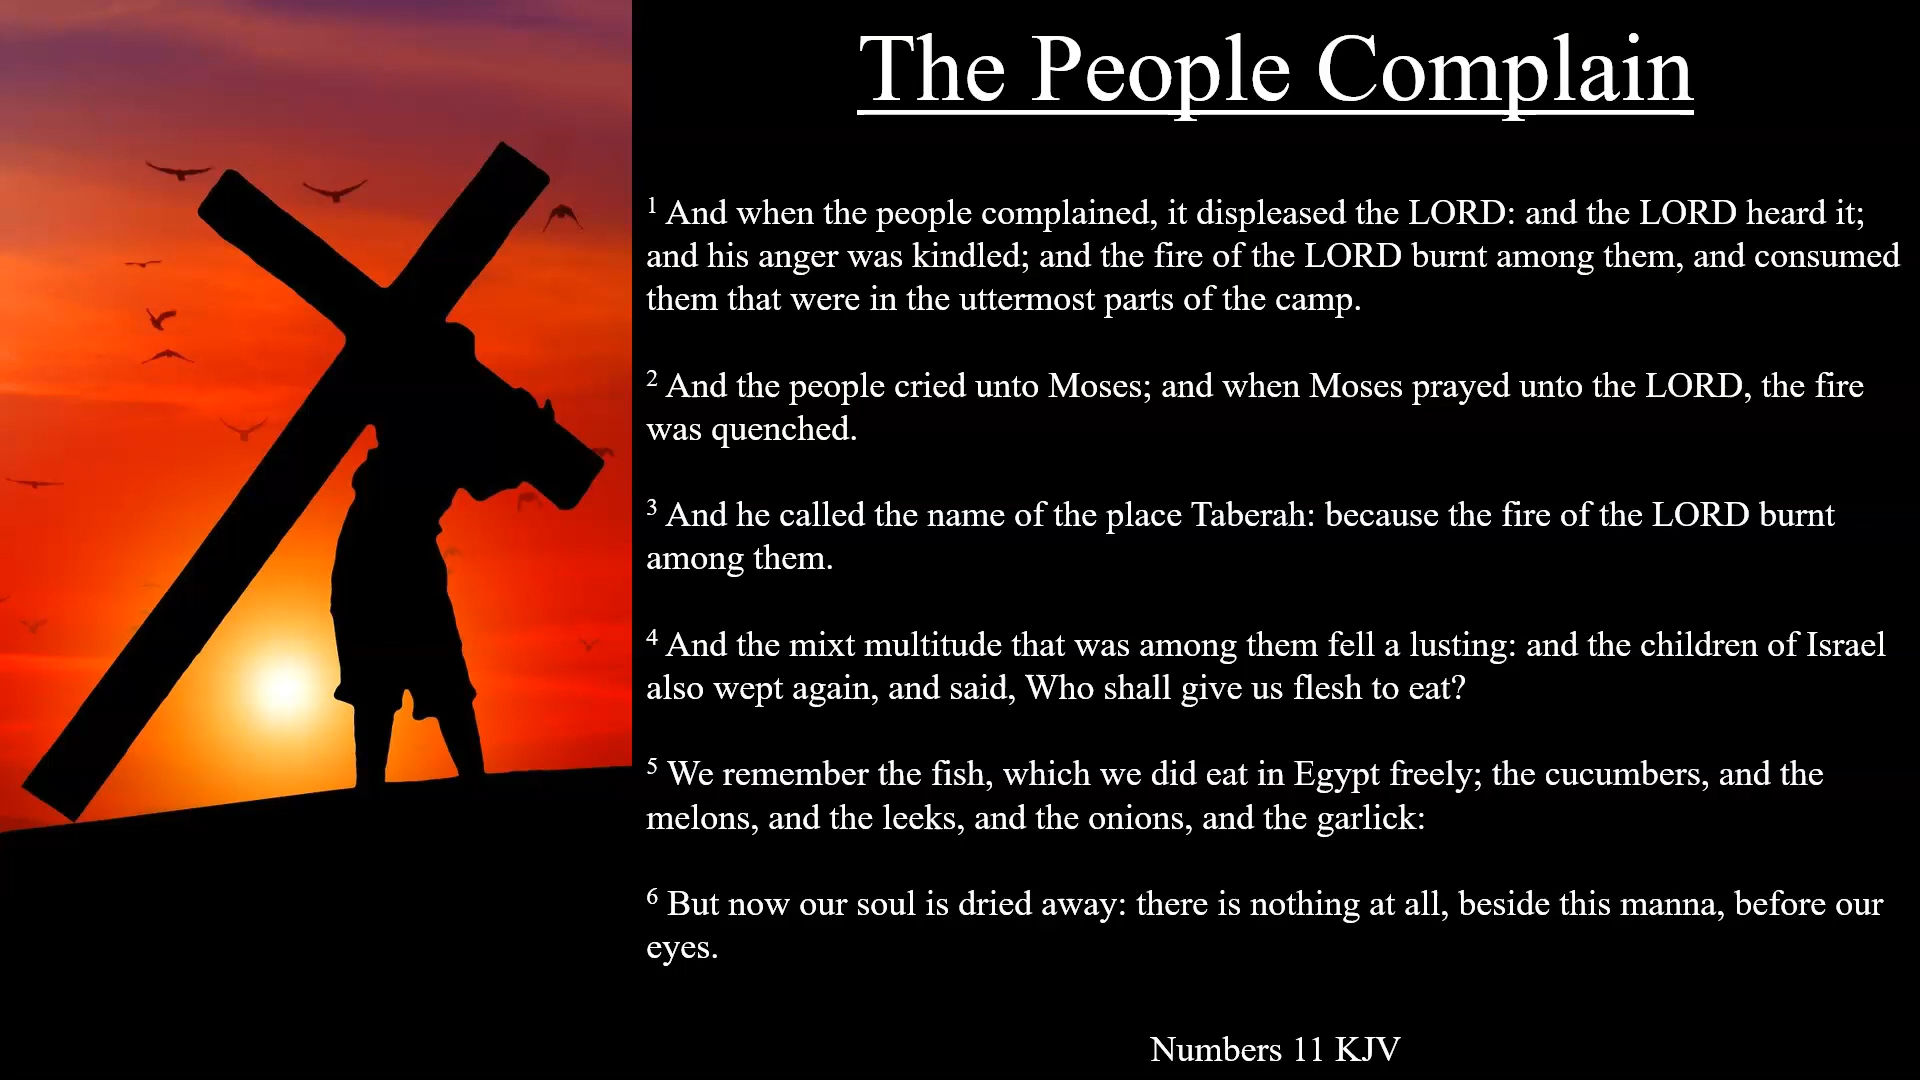 The People Complain
1 And when the people complained, it displeased the LORD: and the LORD heard it;
and his anger was kindled; and the fire of the LORD burnt among them, and consumed
them that were in the uttermost parts of the camp.
2 And the people cried unto Moses; and when Moses prayed unto the LORD, the fire
was quenched.
3 And he called the name of the place Taberah: because the fire of the LORD burnt
among them.
4 And the mixt multitude that was among them fell a lusting: and the children of Israel
also wept again, and said, Who shall give us flesh to eat?
5 We remember the fish, which we did eat in Egypt freely; the cucumbers, and the
melons, and the leeks, and the onions, and the garlick:
6 But now our soul is dried away: there is nothing at all, beside this manna, before our
eyes.
Numbers 11 KJV